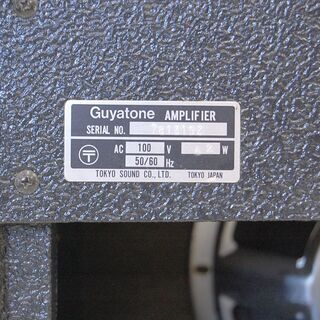 Guyatone AMPLIFIER
SERIAL NO.
AC 100 V W
50/60 Hz
TOKYO SOUND CO., LTD. TOKYO JAPAN